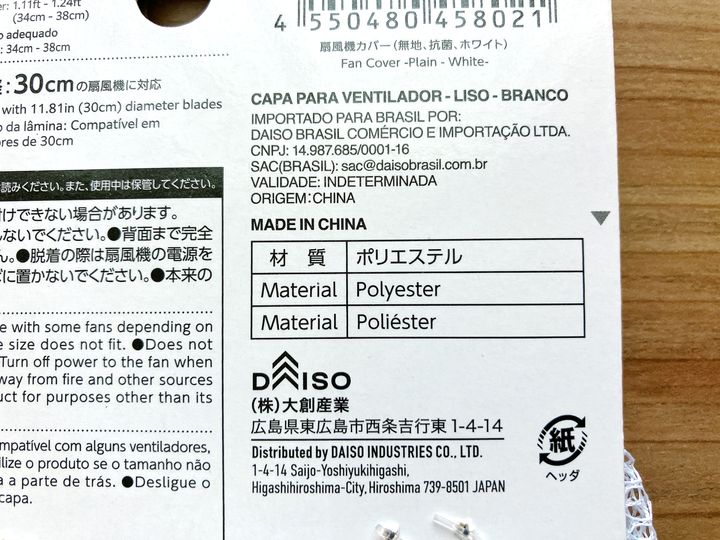 er: 1.11ft - 1.24ft
(34cm - 38cm)
o adequado
: 34cm - 38cm
:30cmの扇風機に対応
with 11.81in (30cm) diameter blades
o da lâmina: Compatível em
ores de 30cm
読みください。また、使用中は保管してください。
付けできない場合があります。
しないでください。●背面まで完全
ん。●脱着の際は扇風機の電源を
ばに置かないでください。●本来の
e with some fans depending on
e size does not fit. ●Does not
Turn off power to the fan when
way from fire and other sources
uct for purposes other than its
ompatível com alguns ventiladores,
ilize o produto se o tamanho não
a a parte de trás. ●Desligue o
capa.
4 550480 458021
扇風機カバー(無地、抗菌、ホワイト)
Fan Cover -Plain - White-
CAPA PARA VENTILADOR - LISO - BRANCO
IMPORTADO PARA BRASIL POR:
DAISO BRASIL COMÉRCIO E IMPORTAÇÃO LTDA.
CNPJ: 14.987.685/0001-16
SAC(BRASIL): sac@daisobrasil.com.br
VALIDADE: INDETERMINADA
ORIGEM:CHINA
MADE IN CHINA
材 質 ポリエステル
Material Polyester
Material Poliéster
DAISO
(株)大創産業
広島県東広島市西条吉行東 1-4-14
Distributed by DAISO INDUSTRIES CO., LTD.
1-4-14 Saijo-Yoshiyukihigashi,
Higashihiroshima-City, Hiroshima 739-8501 JAPAN
紙
ヘッダ